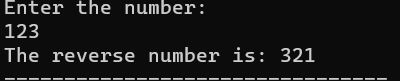 Enter the number:
123
The reverse number is: 321
--------------------------------